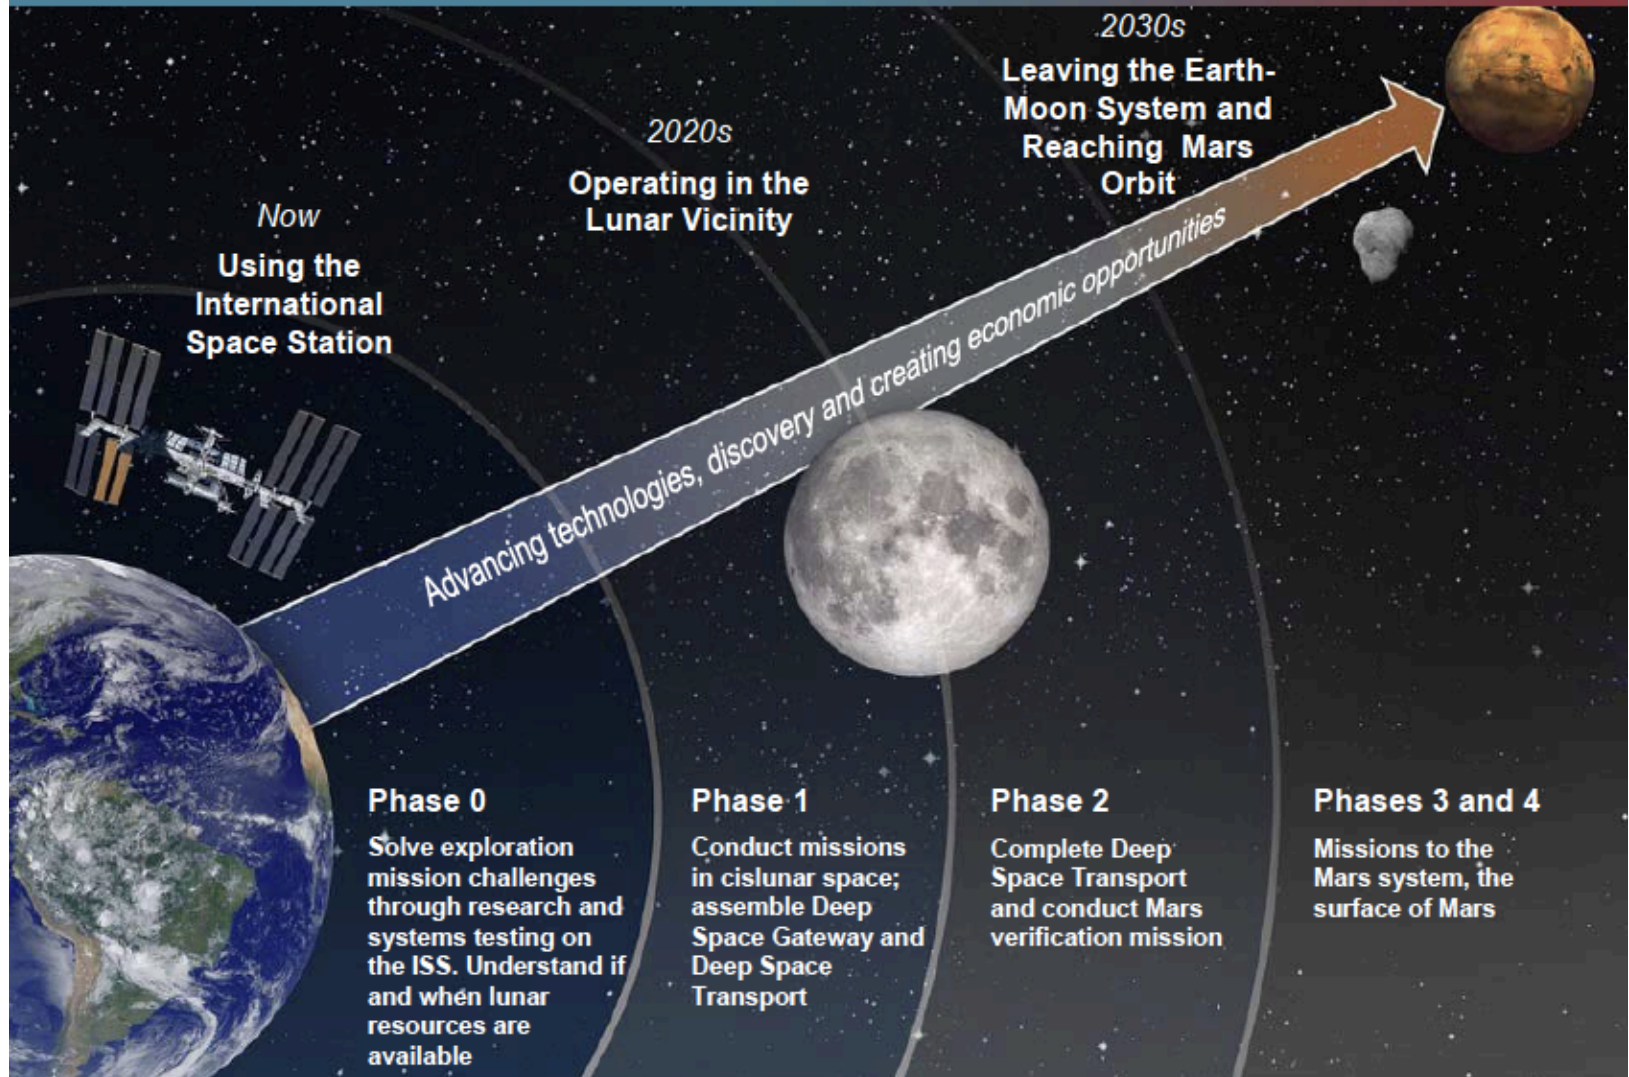 2030s
Leaving the Earth-
Moon System and
Reaching Mars
Orbit
2020s
Operating in the
Lunar Vicinity
Now
Using the
International
Space Station
Advancing technologies, discovery and creating economic opportunities
Phase 0
Solve exploration
mission challenges
through research and
systems testing on
the ISS. Understand if
and when lunar
resources are
available
Phase 1
Conduct missions
in cislunar space;
assemble Deep
Space Gateway and
Deep Space
Transport
Phase 2
Complete Deep
Space Transport
and conduct Mars
verification mission
Phases 3 and 4
Missions to the
Mars system, the
surface of Mars